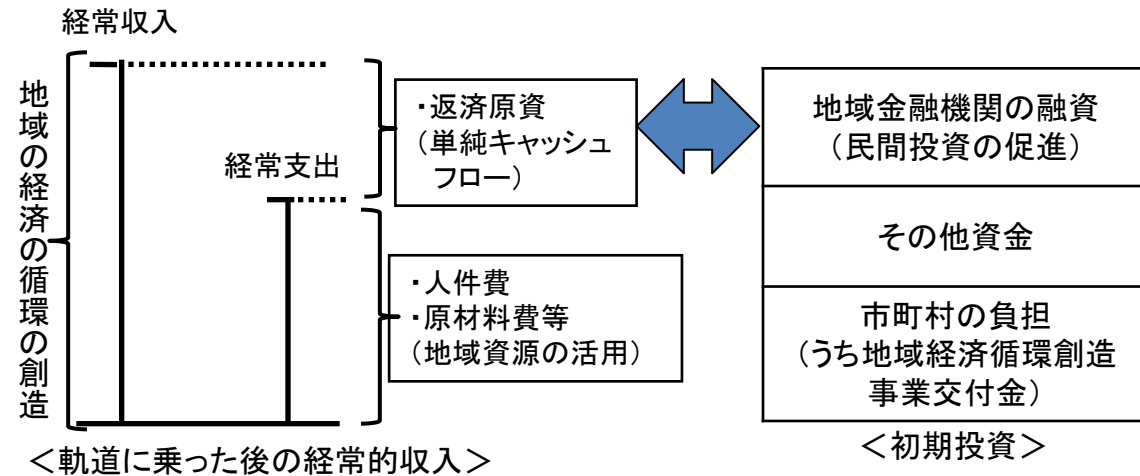 経常収入
地域の経済の循環の創造
経常支出
・返済原資
（単純キャッシュ
フロー）
・人件費
・原材料費等
（地域資源の活用）
＜軌道に乗った後の経常的収入＞
地域金融機関の融資
（民間投資の促進）
その他資金
市町村の負担
（うち地域経済循環創造
事業交付金）
＜初期投資＞